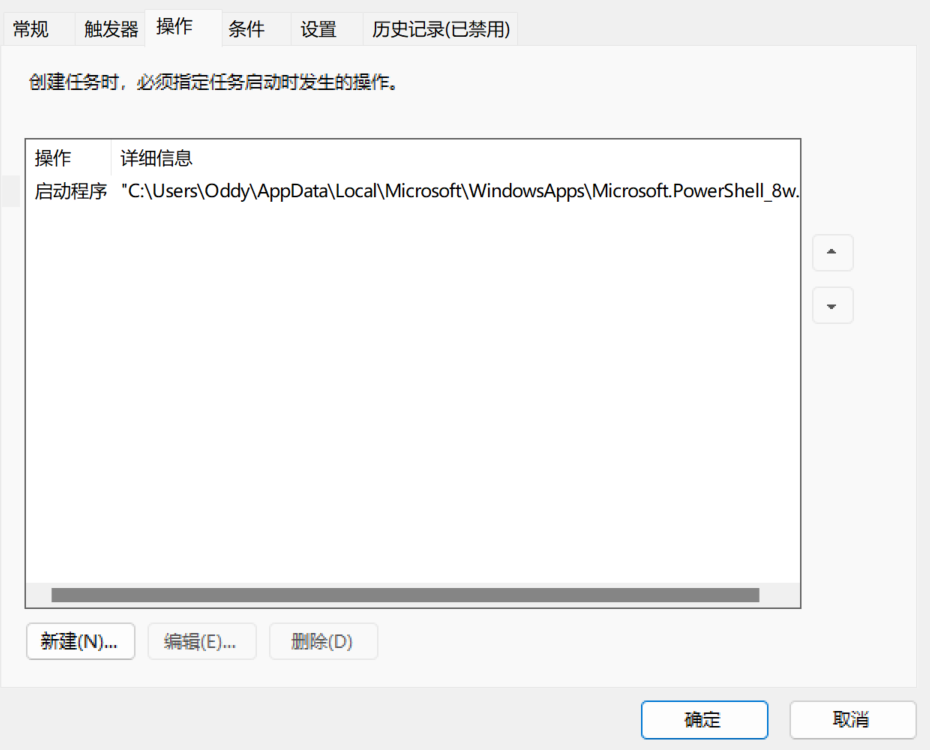 常规 触发器 操作 条件 设置 历史记录(已禁用)
创建任务时，必须指定任务启动时发生的操作。
操作 详细信息
启动程序 "C:\Users\Oddy\AppData\Local\Microsoft\WindowsApps\Microsoft.PowerShell_8w.
新建(N)... 编辑(E)... 删除(D)
确定 取消